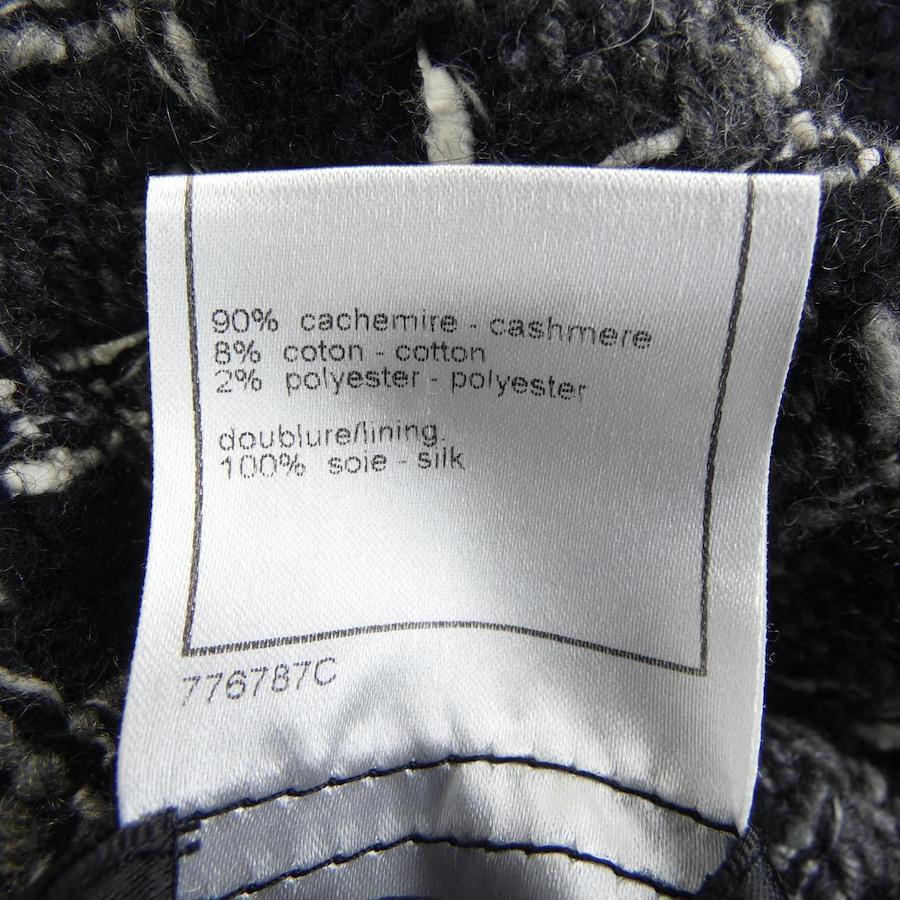 90% cachemire - cashmere
8% coton - cotton
2% polyester - polyester
doublure/lining.
100% soie - silk
776787C